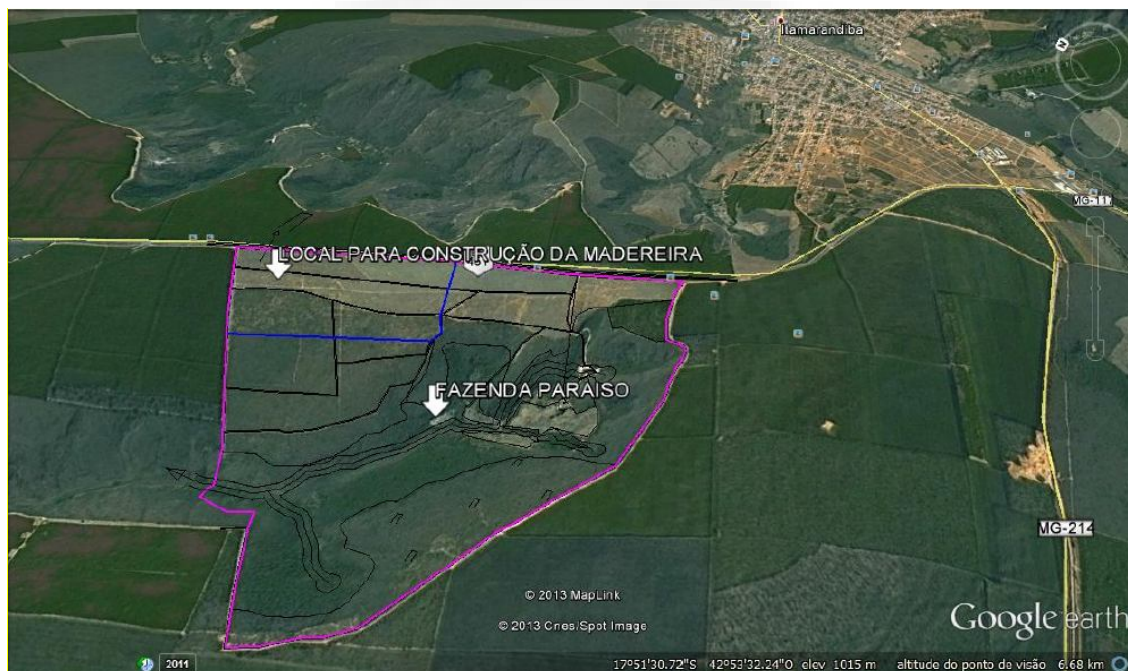 Itamarandiba
MG-117
LOCAL PARA CONSTRUÇÃO DA MADEREIRA
451
FAZENDA PARAISO
MG-214
© 2013 MapLink
© 2013 Cnes/Spot Image
Google earth
2011
17°51'30.72"S 42°53'32.24"O elev 1015 m altitude do ponto de visão 6.68 km